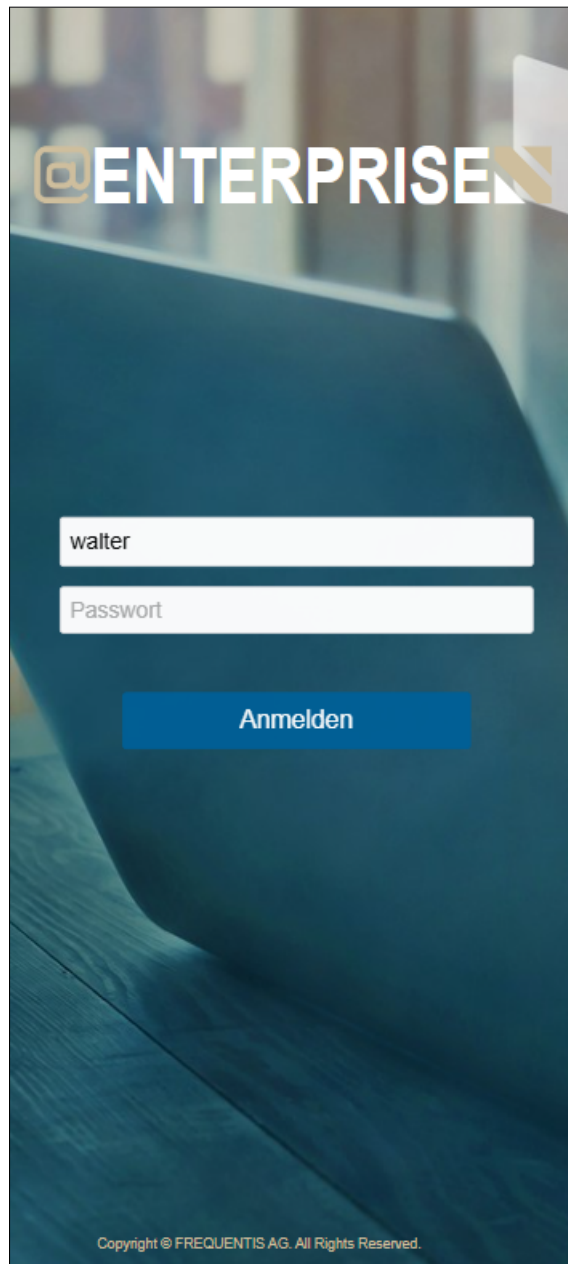 @ENTERPRISE
walter
Passwort
Anmelden
Copyright © FREQUENTIS AG. All Rights Reserved.